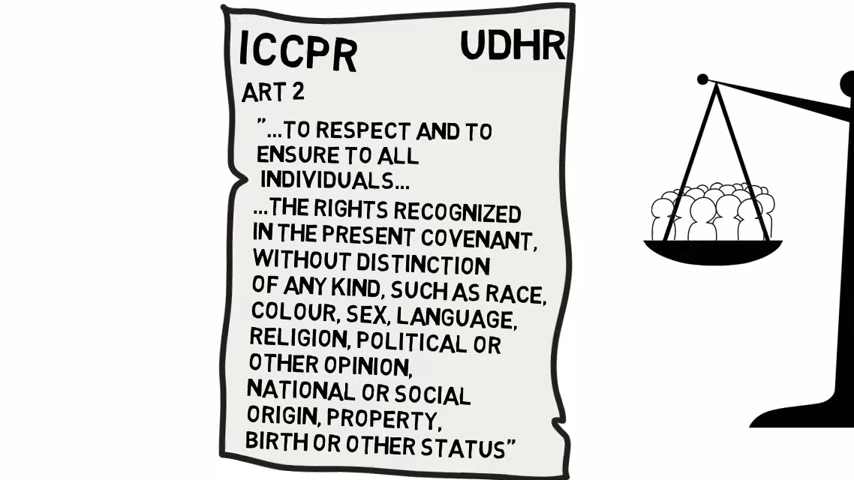 ICCPR UDHR
ART 2
"...TO RESPECT AND TO
ENSURE TO ALL
INDIVIDUALS...
...THE RIGHTS RECOGNIZED
IN THE PRESENT COVENANT,
WITHOUT DISTINCTION
OF ANY KIND, SUCH AS RACE,
COLOUR, SEX, LANGUAGE,
RELIGION, POLITICAL OR
OTHER OPINION,
NATIONAL OR SOCIAL
ORIGIN, PROPERTY,
BIRTH OR OTHER STATUS"